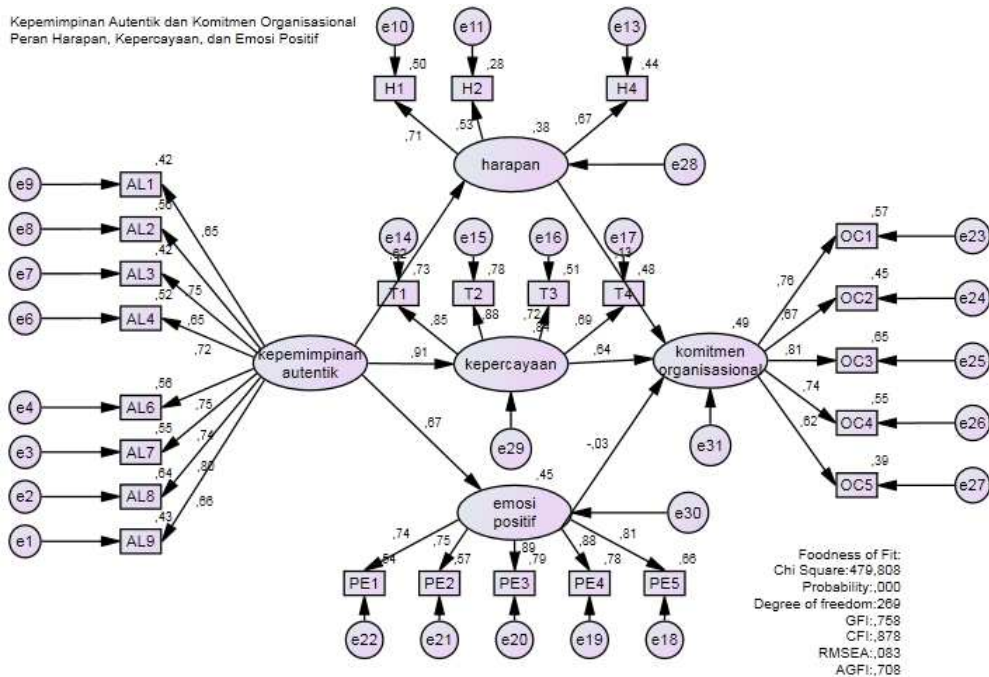 Kepemimpinan Autentik dan Komitmen Organisasional
Peran Harapan, Kepercayaan, dan Emosi Positif
e10
e11
e13
,50
,28
,44
H1
H2
H4
,71
,53
,38
,67
harapan
e28
,42
e9
AL1
,56
e8
AL2
,42
e7
AL3
,52
e6
AL4
,65
,75
,65
,72
e14
e15
e16
e17
,62
,73
,78
,51
,13
,48
T1
T2
T3
T4
,85
,88
,72
,84
,69
kepemimpinan
autentik
,91
kepercayaan
,64
,49
komitmen
organisasional
,57
OC1
e23
,45
OC2
e24
,65
OC3
e25
,55
OC4
e26
,39
OC5
e27
,76
,67
,81
,74
,62
,56
e4
AL6
,55
e3
AL7
,64
e2
AL8
,43
e1
AL9
,75
,74
,80
,66
,67
e29
-,03
e31
,45
emosi
positif
e30
,74
,75
,89
,88
,81
,54
,57
,79
,78
,66
PE1
PE2
PE3
PE4
PE5
e22
e21
e20
e19
e18
Foodness of Fit:
Chi Square:479,808
Probability:,000
Degree of freedom:269
GFI:,758
CFI:,878
RMSEA:,083
AGFI:,708